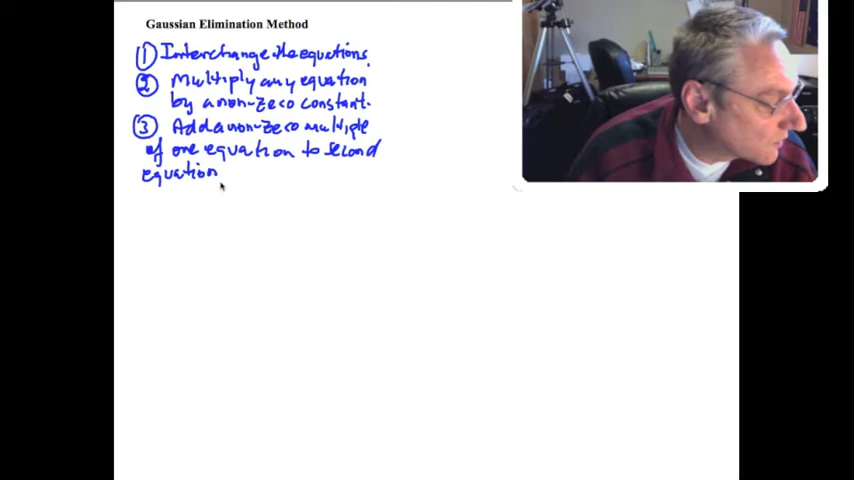 Gaussian Elimination Method
① Interchange the equations.
② Multiply any equation
by a non-zero constant.
③ Add a non-zero multiple
of one equation to second
equation